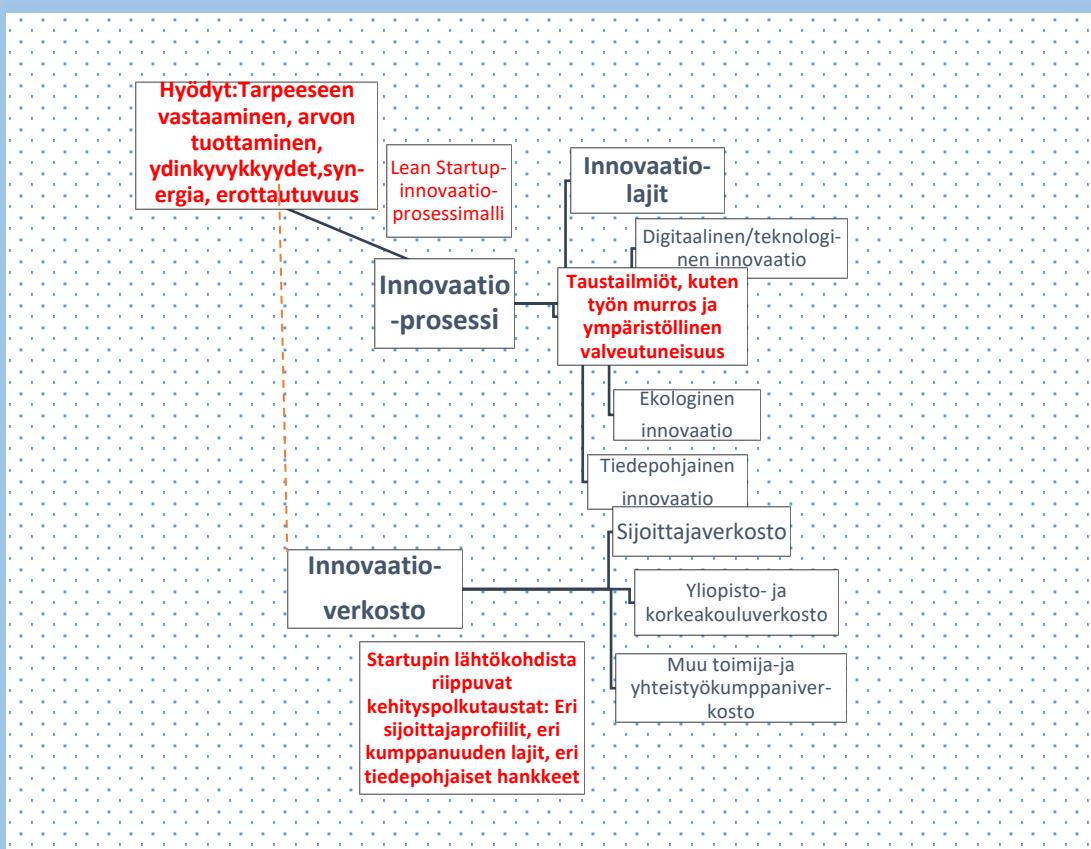 Hyödyt:Tarpeeseen
vastaaminen, arvon
tuottaminen,
ydinkyvykkyydet,syn-
ergia, erottautuvuus
Lean Startup-
innovaatio-
prosessimalli
Innovaatio-
lajit
Digitaalinen/teknologi-
nen innovaatio
Innovaatio
-prosessi
Taustailmiöt, kuten
työn murros ja
ympäristöllinen
valveutuneisuus
Ekologinen
innovaatio
Tiedepohjainen
innovaatio
Sijoittajaverkosto
Innovaatio-
verkosto
Yliopisto- ja
korkeakouluverkosto
Startupin lähtökohdista
riippuvat
kehityspolkutaustat: Eri
sijoittajaprofiilit, eri
kumppanuuden lajit, eri
tiedepohjaiset hankkeet
Muu toimija-ja
yhteistyökumppaniver-
kosto